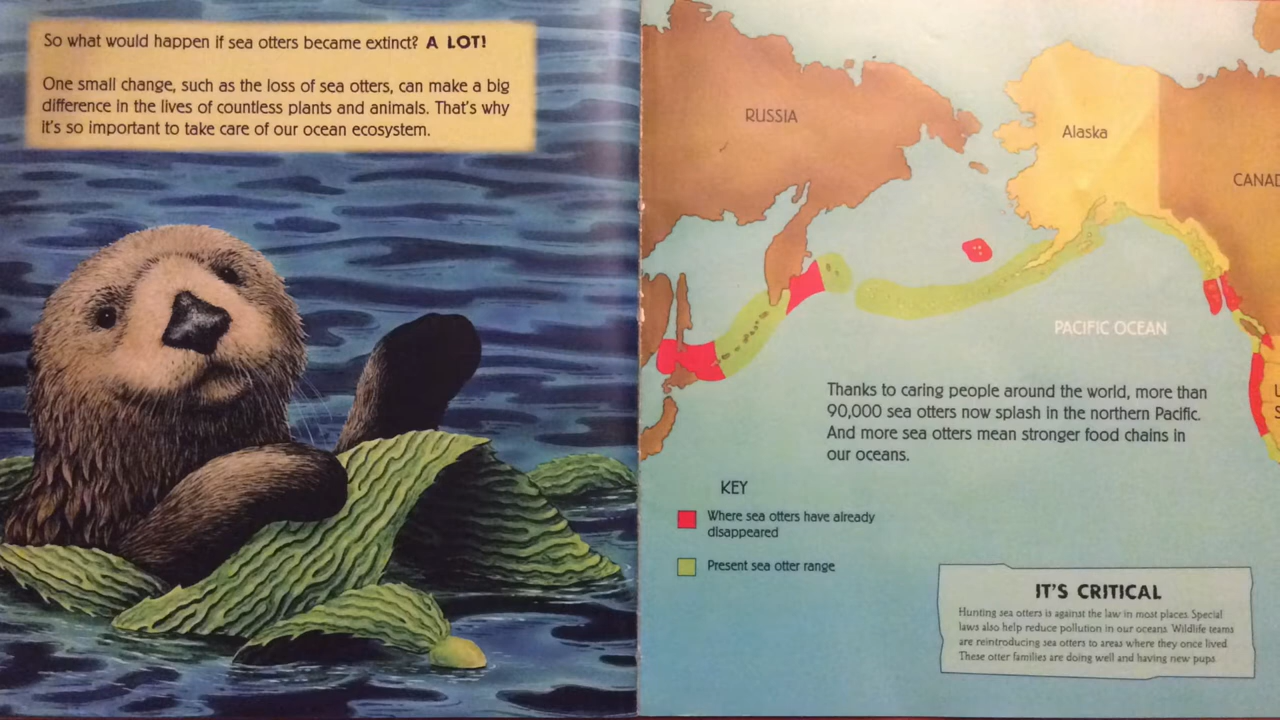 So what would happen if sea otters became extinct? A LOT!
One small change, such as the loss of sea otters, can make a big
difference in the lives of countless plants and animals. That's why
it's so important to take care of our ocean ecosystem.
RUSSIA
Alaska
CANAD
PACIFIC OCEAN
Thanks to caring people around the world, more than
90,000 sea otters now splash in the northern Pacific.
And more sea otters mean stronger food chains in
our oceans.
KEY
Where sea otters have already
disappeared
Present sea otter range
IT'S CRITICAL
Hunting sea otters is against the law in most places. Special
laws also help reduce pollution in our oceans. Wildlife teams
are reintroducing sea otters to areas where they once lived.
These otter families are doing well and having new pups.